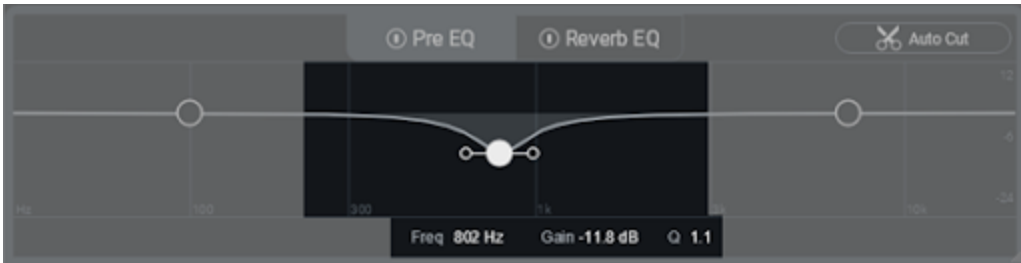 Pre EQ Reverb EQ Auto Cut
12
-6
-24
Hz 100 300 1k 3k 10k
Freq 802 Hz Gain -11.8 dB Q 1.1